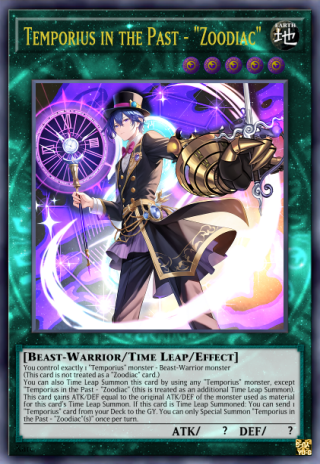 Temporius in the Past - "Zoodiac"
EARTH
地
[Beast-Warrior/Time Leap/Effect]
You control exactly 1 "Temporius" monster - Beast-Warrior monster
(This card is not treated as a "Zoodiac" card.)
You can also Time Leap Summon this card by using any "Temporius" monster, except
"Temporius in the Past - "Zoodiac" (this is treated as an additional Time Leap Summon).
This card gains ATK/DEF equal to the original ATK/DEF of the monster used as material
for this card's Time Leap Summon. If this card is Time Leap Summoned: You can send 1
"Temporius" card from your Deck to the GY. You can only Special Summon "Temporius in
the Past - "Zoodiac"(s)" once per turn.
ATK/ ? DEF/ ?